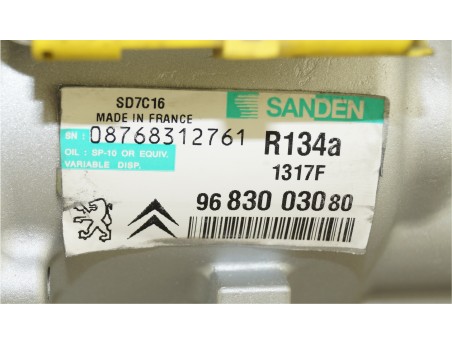 SD7C16
MADE IN FRANCE
SANDEN
SN : 08768312761
R134a
OIL : SP-10 OR EQUIV.
VARIABLE DISP.
1317F
96 830 030 80